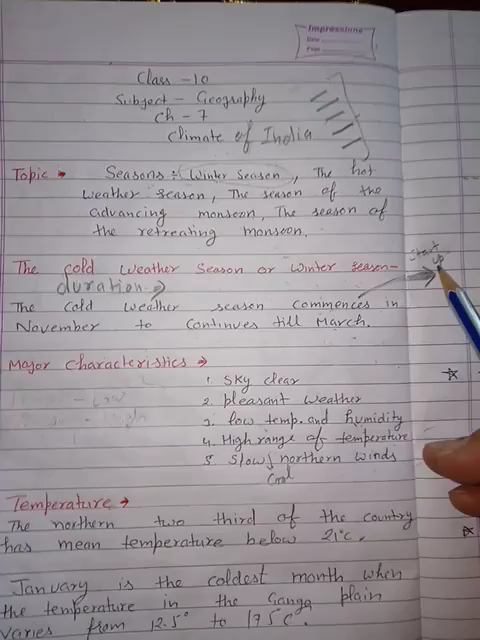 Impressions
Date
Page
Class - 10
Subject - Geography
Ch - 7
Climate of India
Topic → Seasons : Winter Season, The hot
weather season, The season of the
advancing monsoon, The season of
the retreating monsoon.
The cold weather Season or winter season-
duration →
start
up
The cold weather season commences in
November to continues till March.
Major Characteristics →
1. Sky clear
2. pleasant weather
3. low temp. and humidity
4. High range of temperature
5. Slow northern winds
Cool
Temperature →
The northern two third of the country
has mean temperature below 21°c.
January is the coldest month when
the temperature in the Ganga plain
varies from 12.5° to 17.5 c°.